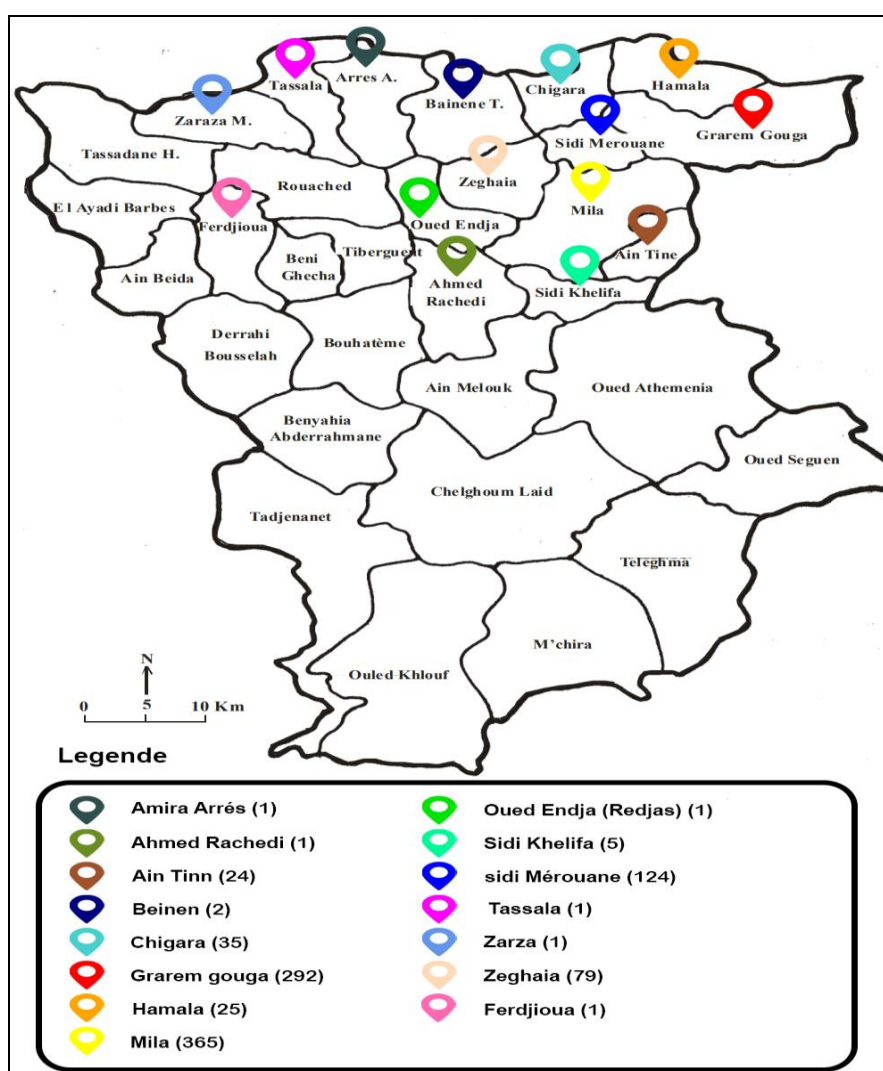 Tassala
Arres A.
Bainene T.
Chigara
Hamala
Zaraza M.
Grarem Gouga
Sidi Merouane
Tassadane H.
Rouached
Zeghaia
Mila
El Ayadi Barbes
Ferdjioua
Oued Endja
Ain Tine
Ain Beida
Beni
Ghecha
Tiberguent
Ahmed
Rachedi
Sidi Khelifa
Derrahi
Bousselah
Bouhatème
Ain Melouk
Oued Athemenia
Benyahia
Abderrahmane
Oued Seguen
Chelghoum Laid
Tadjenanet
Teleghma
M'chira
Ouled Khlouf
N
0 5 10 Km
Legende
Amira Arrés (1)
Ahmed Rachedi (1)
Ain Tinn (24)
Beinen (2)
Chigara (35)
Grarem gouga (292)
Hamala (25)
Mila (365)
Oued Endja (Redjas) (1)
Sidi Khelifa (5)
sidi Mérouane (124)
Tassala (1)
Zarza (1)
Zeghaia (79)
Ferdjioua (1)